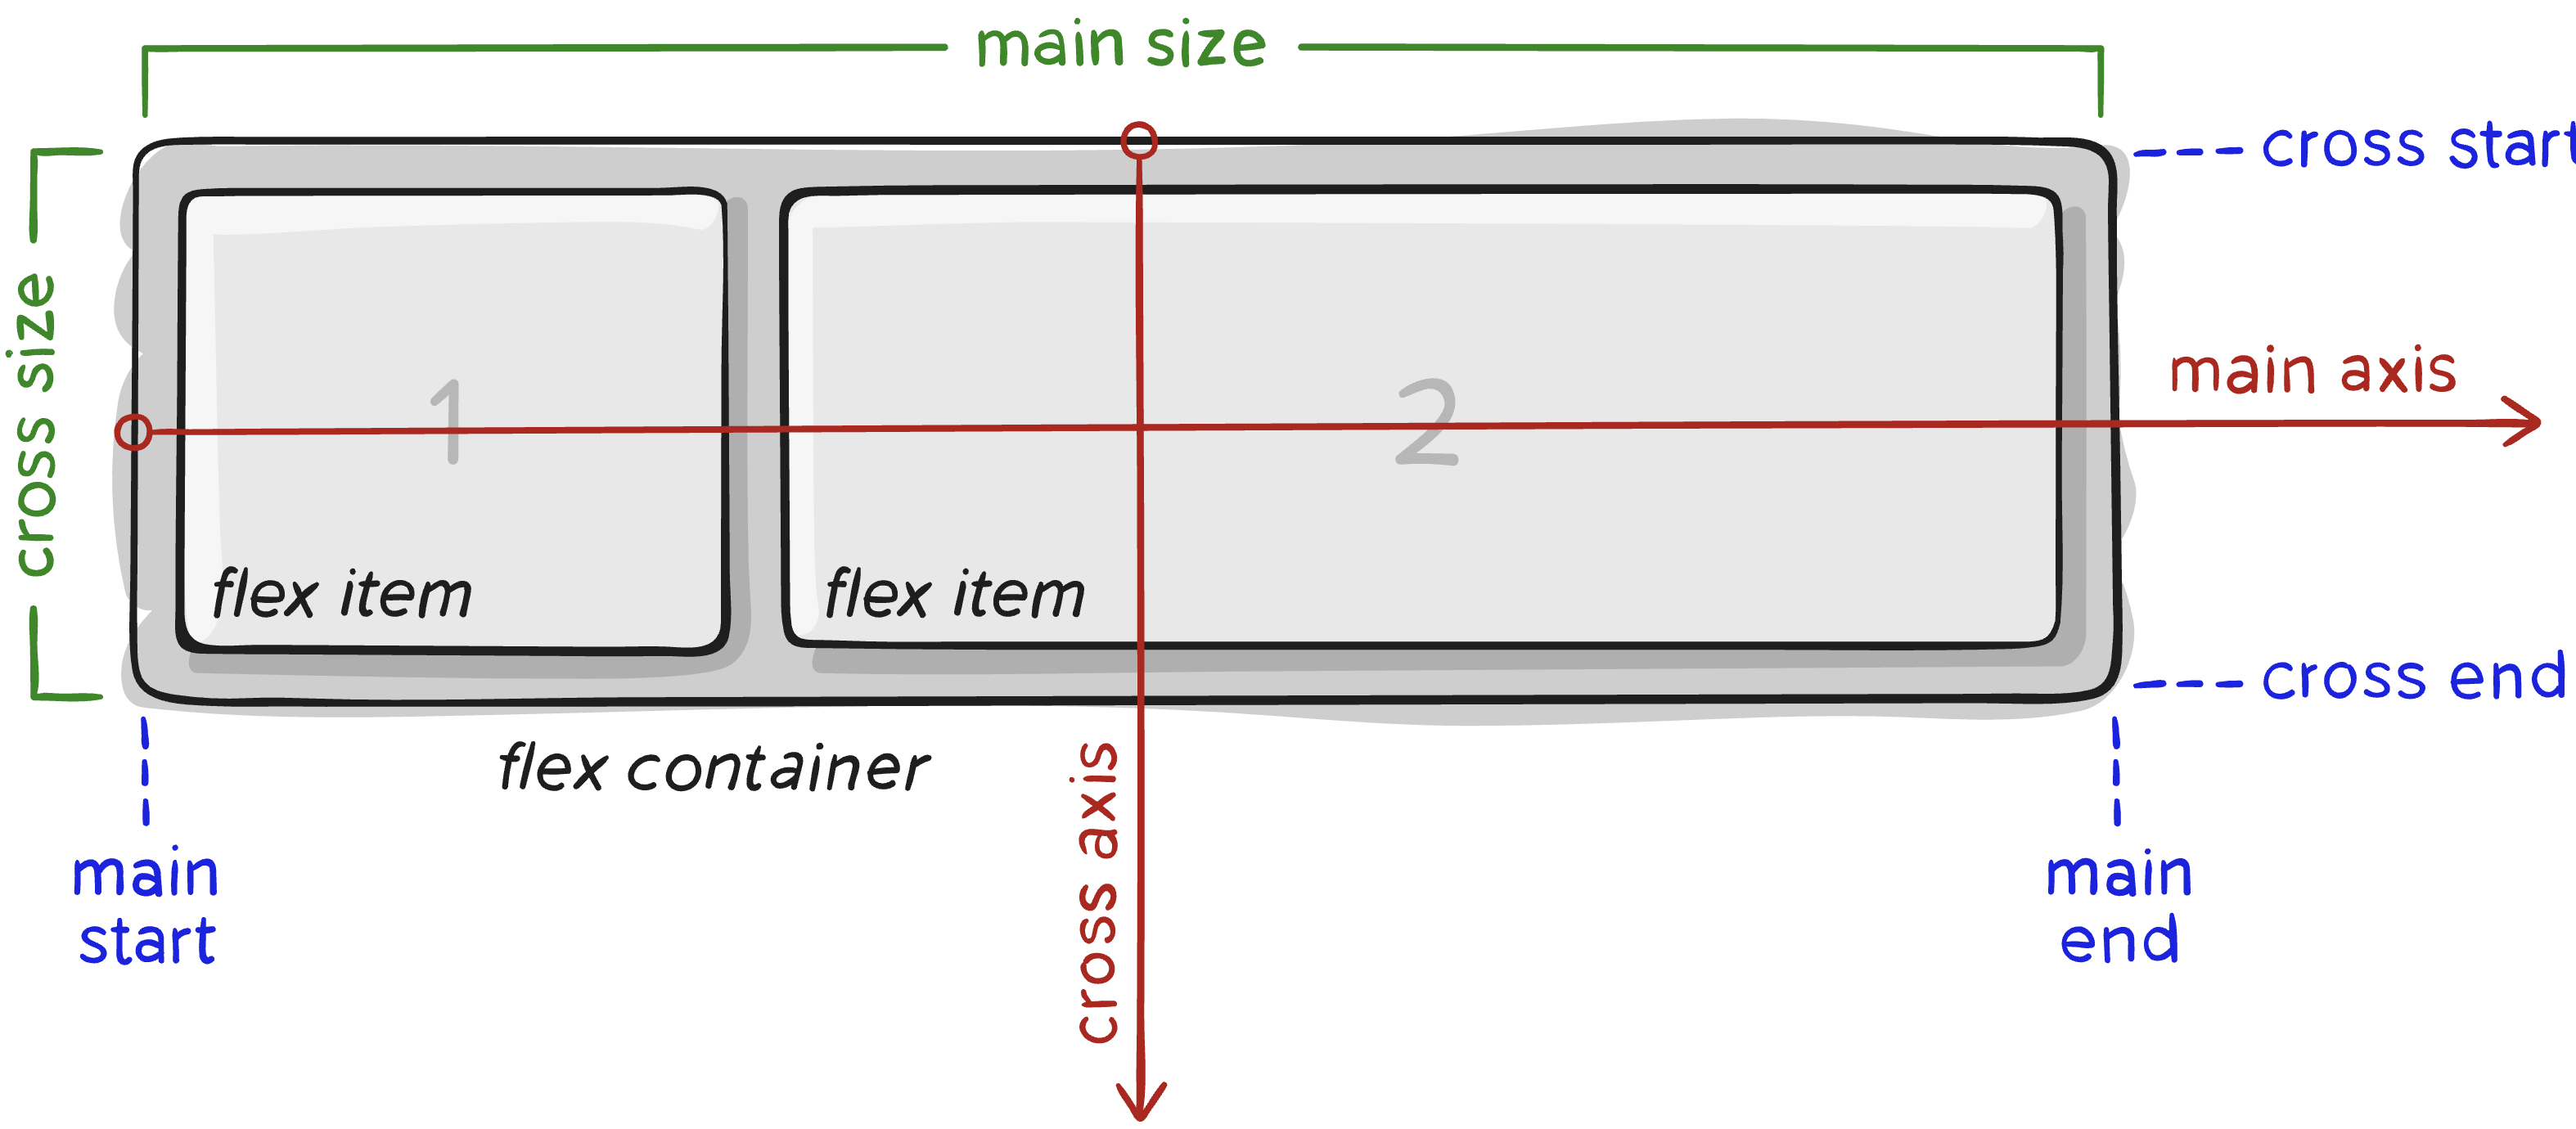 main size
cross start
cross size
main axis
1
2
flex item
flex item
cross end
flex container
cross axis
main
start
main
end